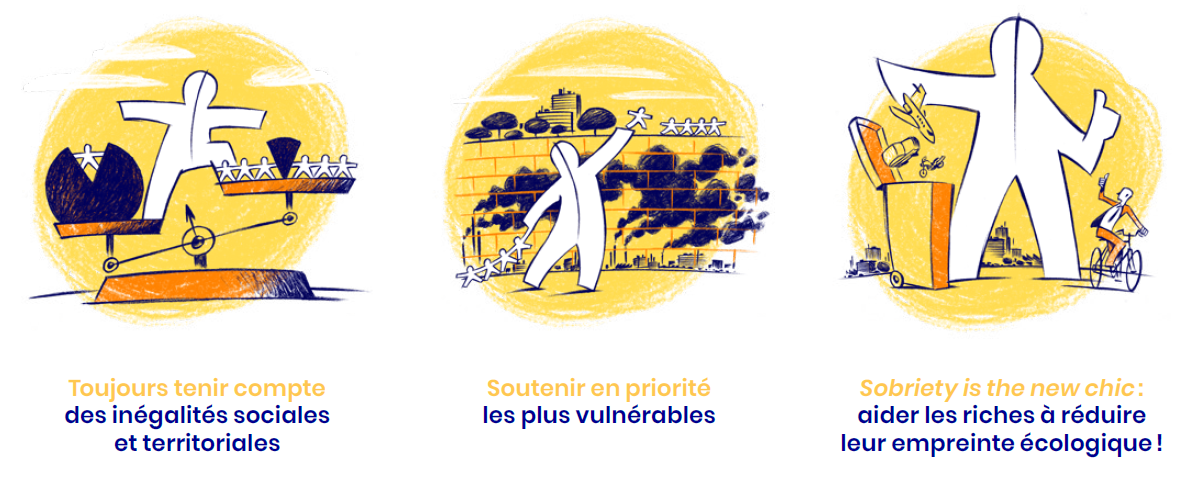 Toujours tenir compte
des inégalités sociales
et territoriales
Soutenir en priorité
les plus vulnérables
Sobriety is the new chic :
aider les riches à réduire
leur empreinte écologique !